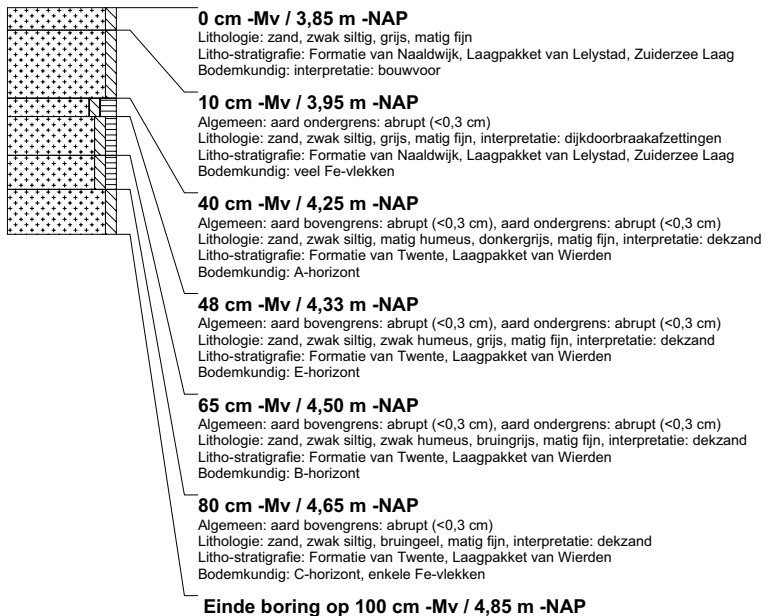 0 cm -Mv / 3,85 m -NAP
Lithologie: zand, zwak siltig, grijs, matig fijn
Litho-stratigrafie: Formatie van Naaldwijk, Laagpakket van Lelystad, Zuiderzee Laag
Bodemkundig: interpretatie: bouwvoor
10 cm -Mv / 3,95 m -NAP
Algemeen: aard ondergrens: abrupt (<0,3 cm)
Lithologie: zand, zwak siltig, grijs, matig fijn, interpretatie: dijkdoorbraakafzettingen
Litho-stratigrafie: Formatie van Naaldwijk, Laagpakket van Lelystad, Zuiderzee Laag
Bodemkundig: veel Fe-vlekken
40 cm -Mv / 4,25 m -NAP
Algemeen: aard bovengrens: abrupt (<0,3 cm), aard ondergrens: abrupt (<0,3 cm)
Lithologie: zand, zwak siltig, matig humeus, donkergrijs, matig fijn, interpretatie: dekzand
Litho-stratigrafie: Formatie van Twente, Laagpakket van Wierden
Bodemkundig: A-horizont
48 cm -Mv / 4,33 m -NAP
Algemeen: aard bovengrens: abrupt (<0,3 cm), aard ondergrens: abrupt (<0,3 cm)
Lithologie: zand, zwak siltig, zwak humeus, grijs, matig fijn, interpretatie: dekzand
Litho-stratigrafie: Formatie van Twente, Laagpakket van Wierden
Bodemkundig: E-horizont
65 cm -Mv / 4,50 m -NAP
Algemeen: aard bovengrens: abrupt (<0,3 cm), aard ondergrens: abrupt (<0,3 cm)
Lithologie: zand, zwak siltig, zwak humeus, bruingrijs, matig fijn, interpretatie: dekzand
Litho-stratigrafie: Formatie van Twente, Laagpakket van Wierden
Bodemkundig: B-horizont
80 cm -Mv / 4,65 m -NAP
Algemeen: aard bovengrens: abrupt (<0,3 cm)
Lithologie: zand, zwak siltig, bruingeel, matig fijn, interpretatie: dekzand
Litho-stratigrafie: Formatie van Twente, Laagpakket van Wierden
Bodemkundig: C-horizont, enkele Fe-vlekken
Einde boring op 100 cm -Mv / 4,85 m -NAP